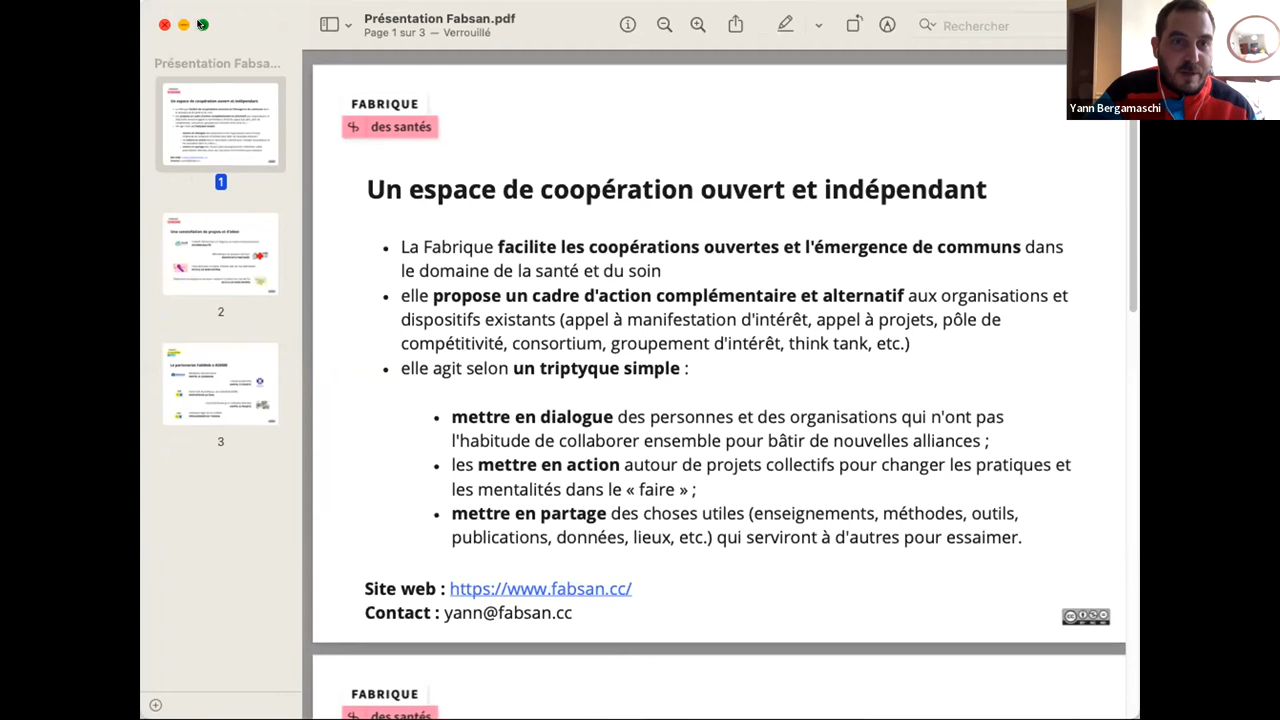 Présentation Fabsan.pdf
Page 1 sur 3 — Verrouillé
Rechercher
Yann Bergamaschi
Présentation Fabsa...
1
2
3
FABRIQUE
des santés
Un espace de coopération ouvert et indépendant
• La Fabrique facilite les coopérations ouvertes et l'émergence de communs dans
le domaine de la santé et du soin
• elle propose un cadre d'action complémentaire et alternatif aux organisations et
dispositifs existants (appel à manifestation d'intérêt, appel à projets, pôle de
compétitivité, consortium, groupement d'intérêt, think tank, etc.)
• elle agit selon un triptyque simple :
• mettre en dialogue des personnes et des organisations qui n'ont pas
l'habitude de collaborer ensemble pour bâtir de nouvelles alliances ;
• les mettre en action autour de projets collectifs pour changer les pratiques et
les mentalités dans le « faire » ;
• mettre en partage des choses utiles (enseignements, méthodes, outils,
publications, données, lieux, etc.) qui serviront à d'autres pour essaimer.
Site web : https://www.fabsan.cc/
Contact : yann@fabsan.cc
FABRIQUE
des santés